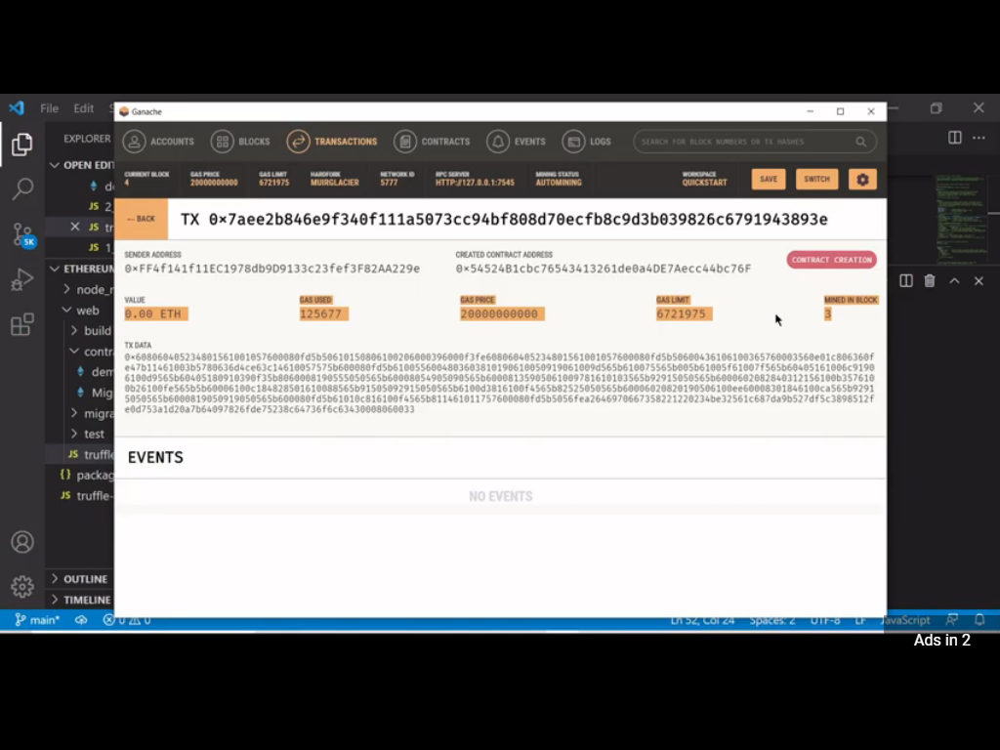 File Edit
Ganache
EXPLORER
ACCOUNTS BLOCKS TRANSACTIONS CONTRACTS EVENTS LOGS SEARCH FOR BLOCK NUMBERS OR TX HASHES
OPEN EDIT
CURRENT BLOCK GAS PRICE GAS LIMIT HARDFORK NETWORK ID RPC SERVER MINING STATUS WORKSPACE
4 20000000000 6721975 MUIRGLACIER 5777 HTTP://127.0.0.1:7545 AUTOMINING QUICKSTART
SAVE SWITCH
JS 2_
← BACK TX 0×7aee2b846e9f340f111a5073cc94bf808d70ecfb8c9d3b039826c6791943893e
JS tr
5K
JS 1_
SENDER ADDRESS CREATED CONTRACT ADDRESS
0×FF4f141f11EC1978db9D9133c23fef3F82AA229e 0×54524B1cbc76543413261de0a4DE7Aecc44bc76F
CONTRACT CREATION
ETHEREUM
node_r
web
VALUE GAS USED GAS PRICE GAS LIMIT MINED IN BLOCK
0.00 ETH 125677 20000000000 6721975 3
build
contra
dem
Mig
migra
test
TX DATA
JS truffle
EVENTS
{} packag
JS truffle-
NO EVENTS
OUTLINE
TIMELINE
main* 0 0 Ln 52, Col 24 Spaces: 2 UTF-8 LF JavaScript
Ads in 2